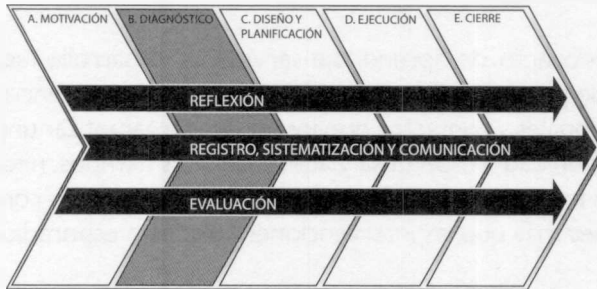 A. MOTIVACIÓN
B. DIAGNÓSTICO
C. DISEÑO Y
PLANIFICACIÓN
D. EJECUCIÓN
E. CIERRE
REFLEXIÓN
REGISTRO, SISTEMATIZACIÓN Y COMUNICACIÓN
EVALUACIÓN